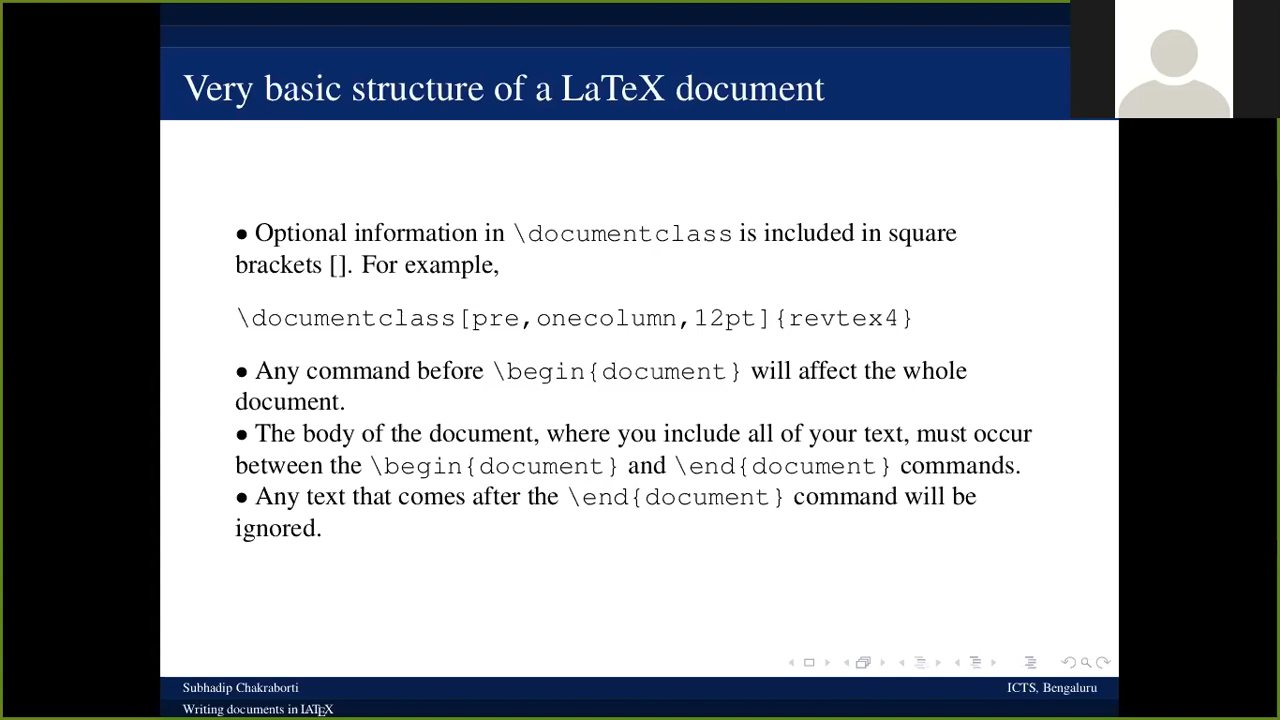 Very basic structure of a LaTeX document
• Optional information in \documentclass is included in square
brackets []. For example,
\documentclass[pre,onecolumn,12pt]{revtex4}
• Any command before \begin{document} will affect the whole
document.
• The body of the document, where you include all of your text, must occur
between the \begin{document} and \end{document} commands.
• Any text that comes after the \end{document} command will be
ignored.
Subhadip Chakraborti
ICTS, Bengaluru
Writing documents in LATEX